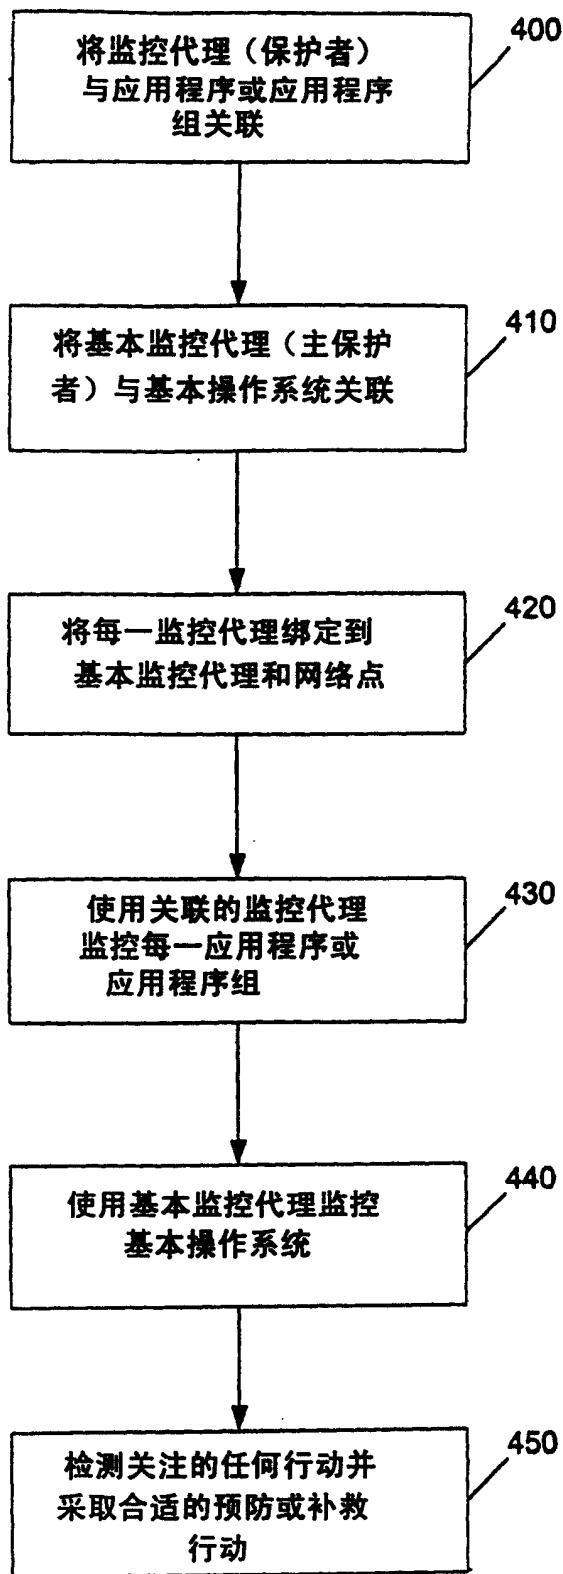 将监控代理（保护者）
与应用程序或应用程序
组关联
400
将基本监控代理（主保护
者）与基本操作系统关联
410
将每一监控代理绑定到
基本监控代理和网络点
420
使用关联的监控代理
监控每一应用程序或
应用程序组
430
使用基本监控代理监控
基本操作系统
440
检测关注的任何行动并
采取合适的预防或补救
行动
450